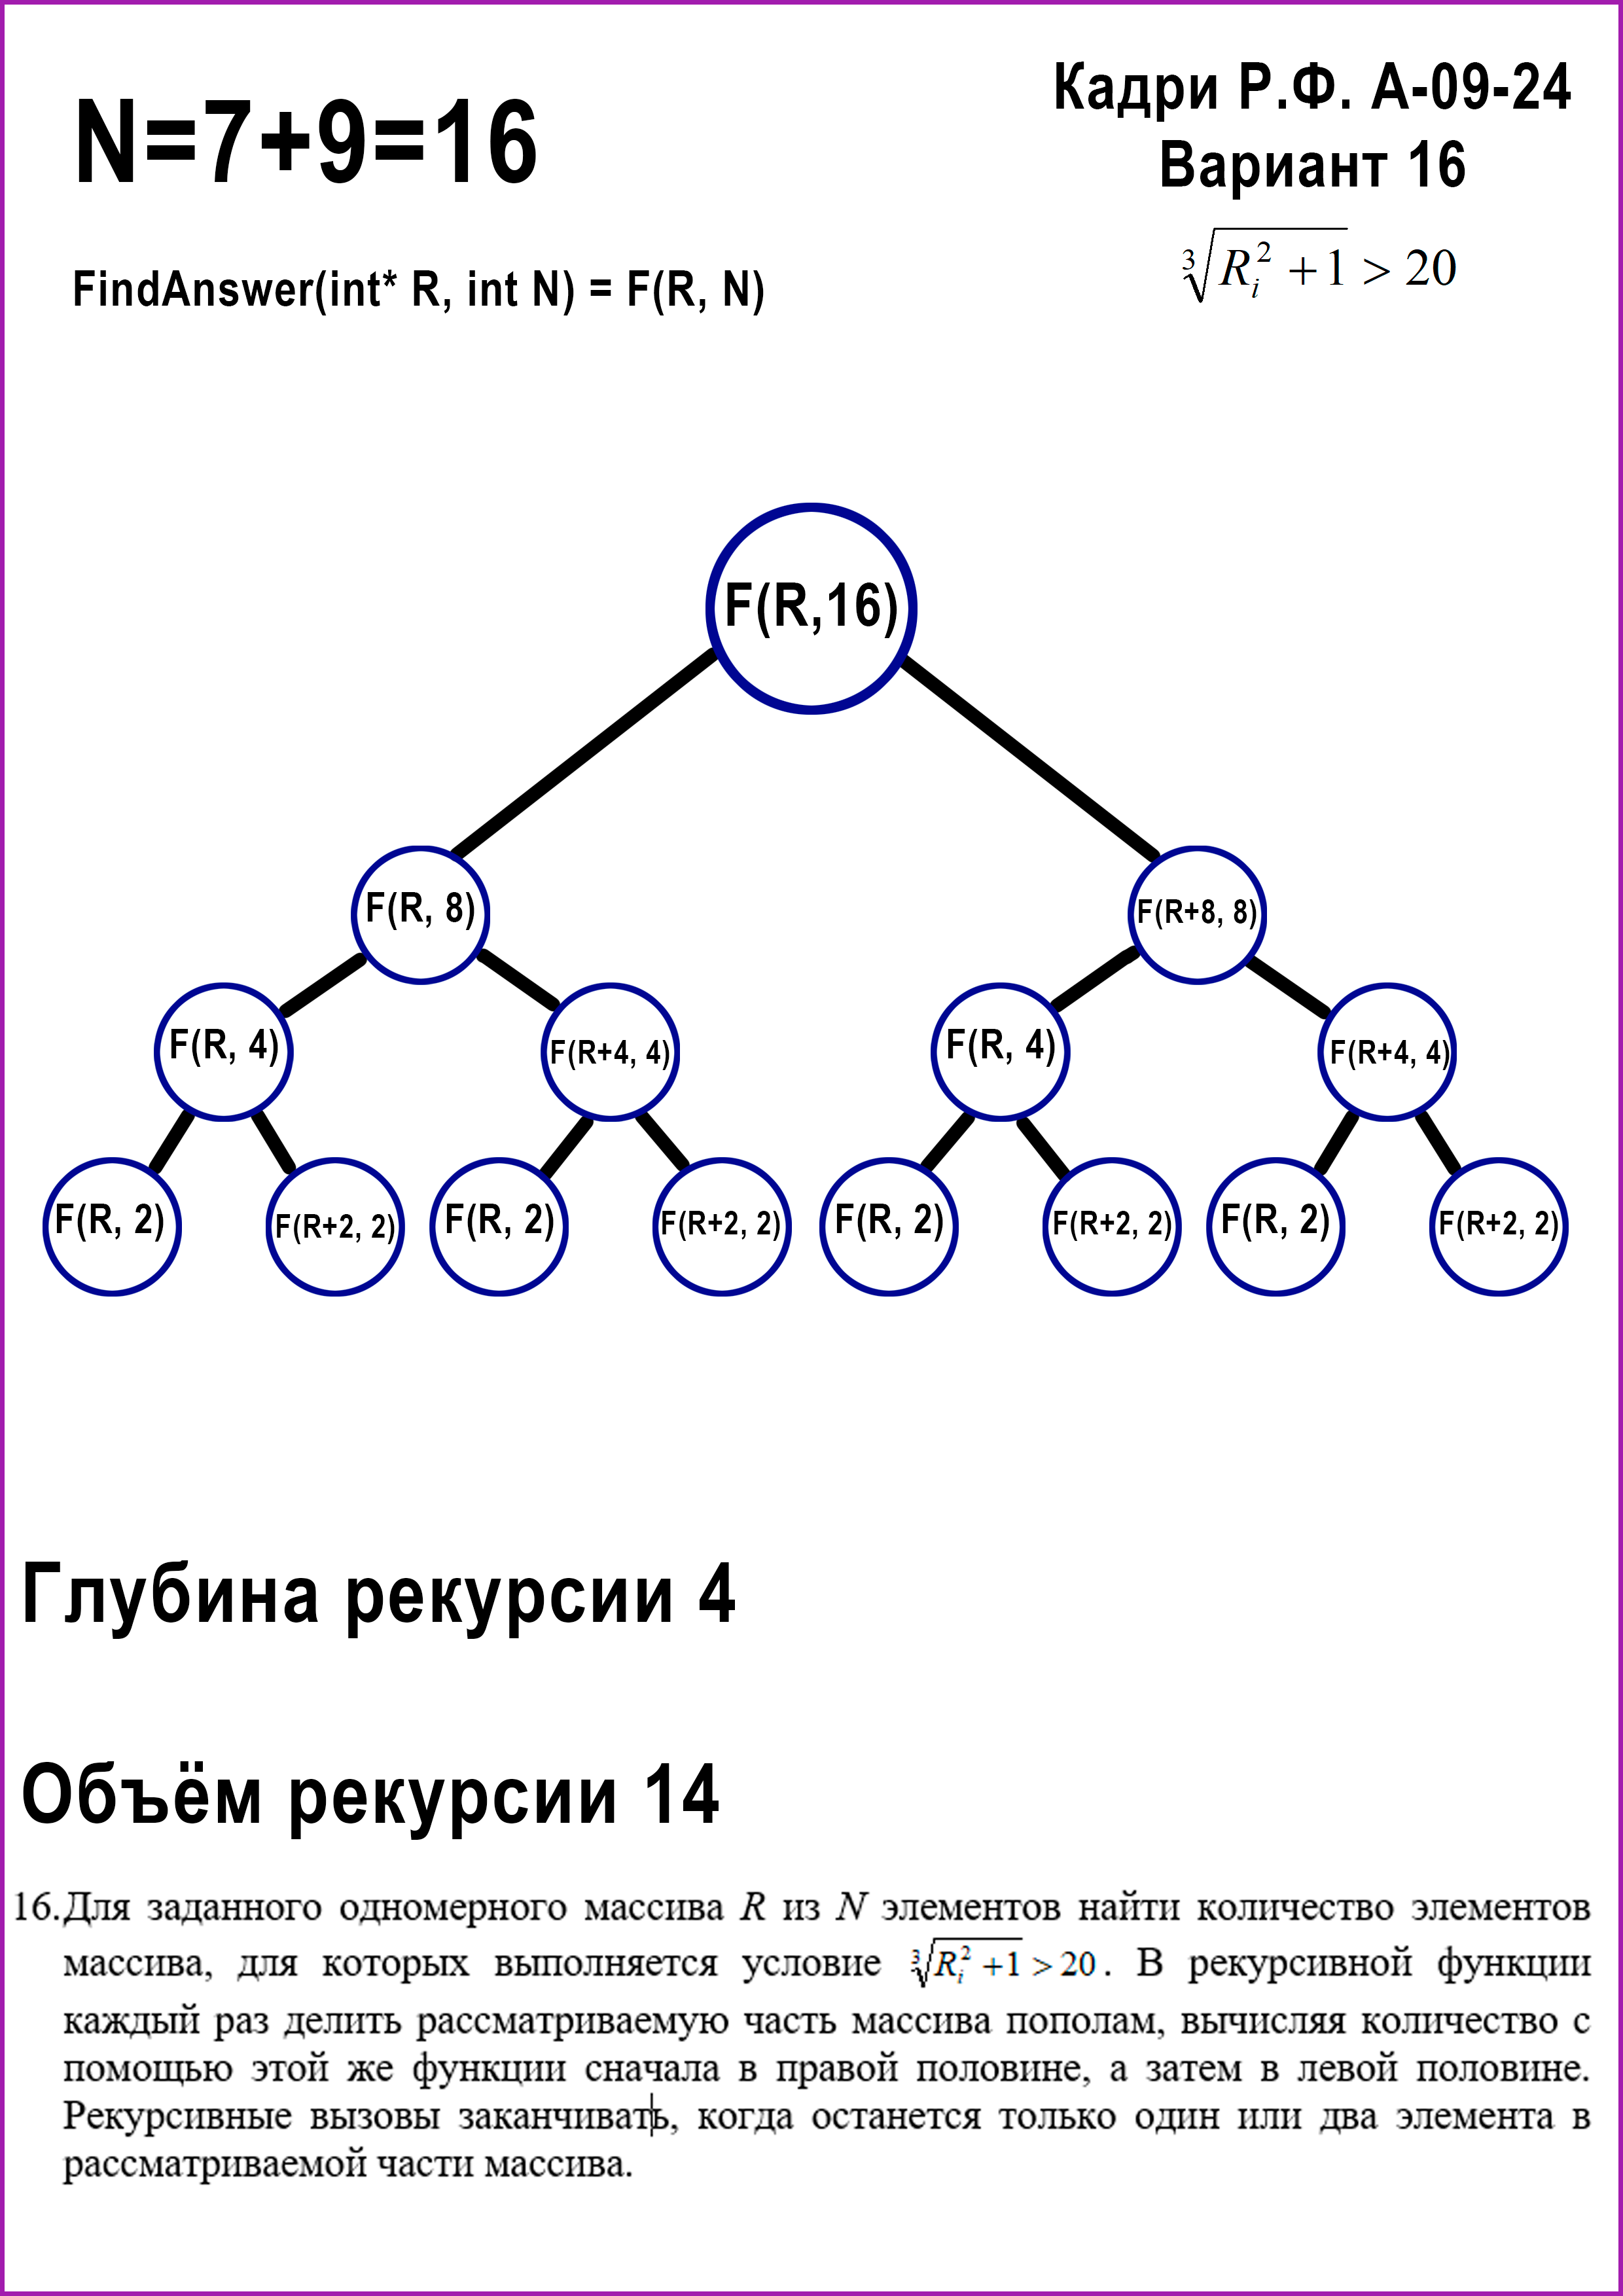 N=7+9=16
Кадри Р.Ф. А-09-24
Вариант 16
FindAnswer(int* R, int N) = F(R, N)
∛(R_i^2 + 1) > 20
F(R,16)
F(R, 8)
F(R+8, 8)
F(R, 4)
F(R+4, 4)
F(R, 4)
F(R+4, 4)
F(R, 2)
F(R+2, 2)
F(R, 2)
F(R+2, 2)
F(R, 2)
F(R+2, 2)
F(R, 2)
F(R+2, 2)
Глубина рекурсии 4
Объём рекурсии 14
16. Для заданного одномерного массива R из N элементов найти количество элементов
массива, для которых выполняется условие ∛(R_i^2 +1) > 20. В рекурсивной функции
каждый раз делить рассматриваемую часть массива пополам, вычисляя количество с
помощью этой же функции сначала в правой половине, а затем в левой половине.
Рекурсивные вызовы заканчивать, когда останется только один или два элемента в
рассматриваемой части массива.